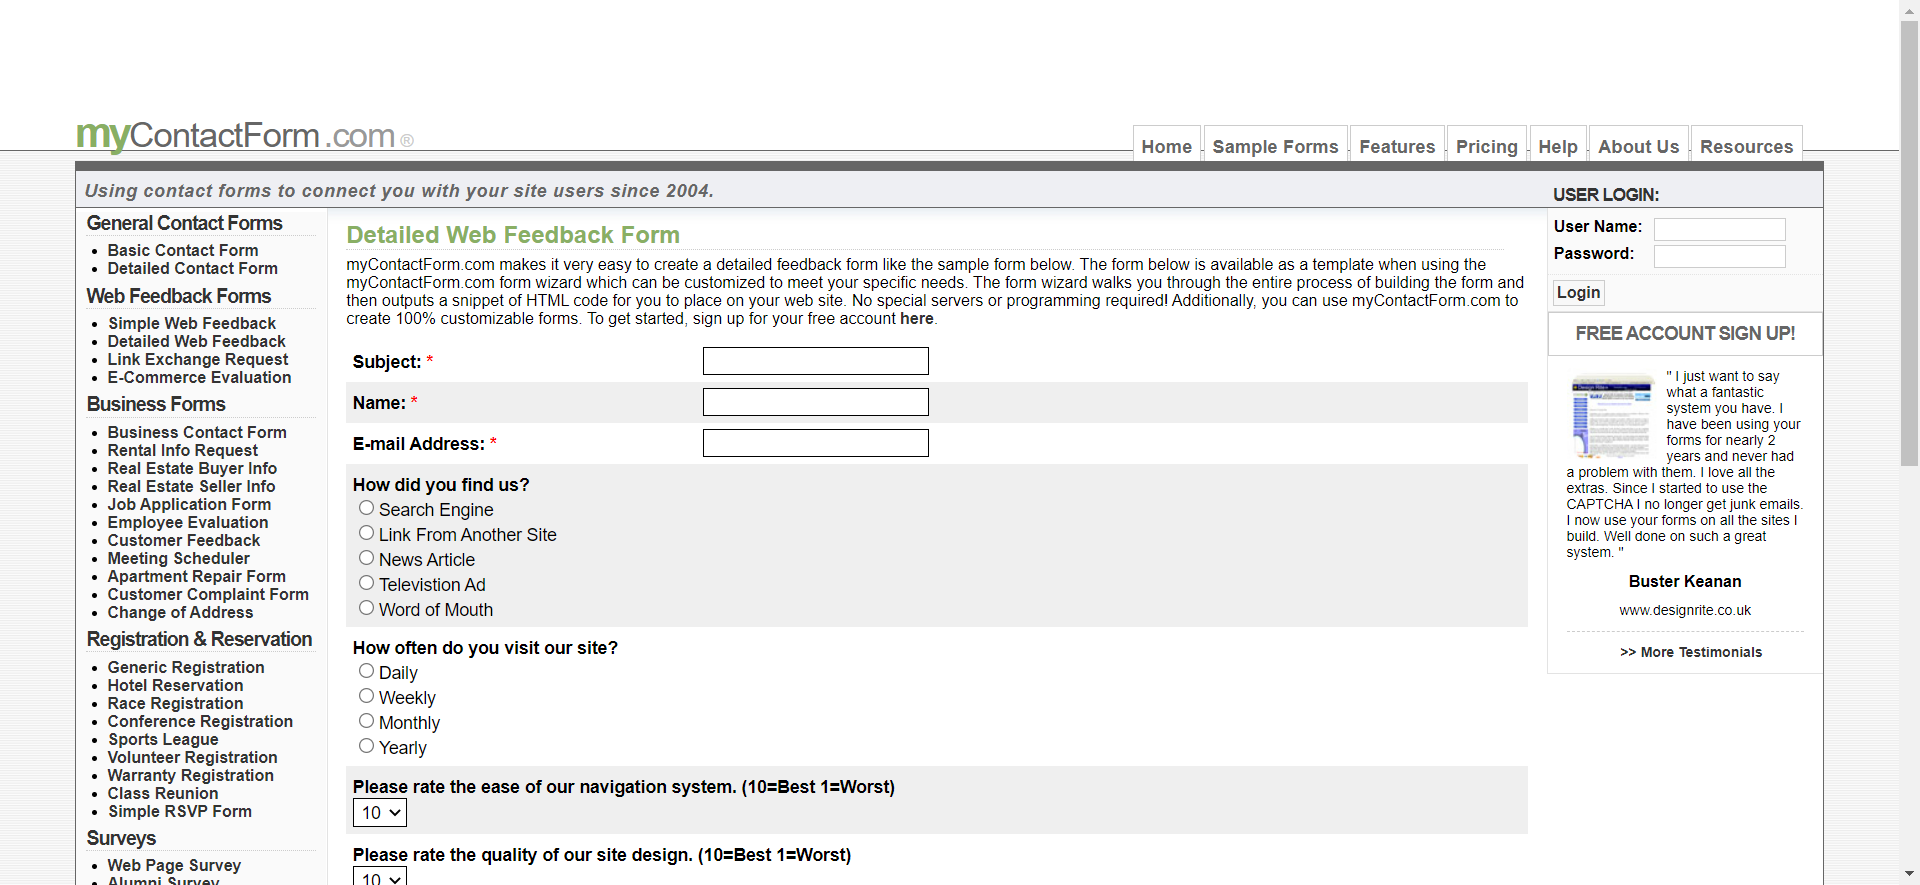 myContactForm.com®
Home
Sample Forms
Features
Pricing
Help
About Us
Resources
Using contact forms to connect you with your site users since 2004.
USER LOGIN:
General Contact Forms
Basic Contact Form
Detailed Contact Form
Web Feedback Forms
Simple Web Feedback
Detailed Web Feedback
Link Exchange Request
E-Commerce Evaluation
Business Forms
Business Contact Form
Rental Info Request
Real Estate Buyer Info
Real Estate Seller Info
Job Application Form
Employee Evaluation
Customer Feedback
Meeting Scheduler
Apartment Repair Form
Customer Complaint Form
Change of Address
Registration & Reservation
Generic Registration
Hotel Reservation
Race Registration
Conference Registration
Sports League
Volunteer Registration
Warranty Registration
Class Reunion
Simple RSVP Form
Surveys
Web Page Survey
Alumni Survey
Detailed Web Feedback Form
myContactForm.com makes it very easy to create a detailed feedback form like the sample form below. The form below is available as a template when using the
myContactForm.com form wizard which can be customized to meet your specific needs. The form wizard walks you through the entire process of building the form and
then outputs a snippet of HTML code for you to place on your web site. No special servers or programming required! Additionally, you can use myContactForm.com to
create 100% customizable forms. To get started, sign up for your free account here.
Subject: *
Name: *
E-mail Address: *
How did you find us?
Search Engine
Link From Another Site
News Article
Televistion Ad
Word of Mouth
How often do you visit our site?
Daily
Weekly
Monthly
Yearly
Please rate the ease of our navigation system. (10=Best 1=Worst)
10
Please rate the quality of our site design. (10=Best 1=Worst)
10
User Name:
Password:
Login
FREE ACCOUNT SIGN UP!
" I just want to say
what a fantastic
system you have. I
have been using your
forms for nearly 2
years and never had
a problem with them. I love all the
extras. Since I started to use the
CAPTCHA I no longer get junk emails.
I now use your forms on all the sites I
build. Well done on such a great
system. "
Buster Keanan
www.designrite.co.uk
>> More Testimonials